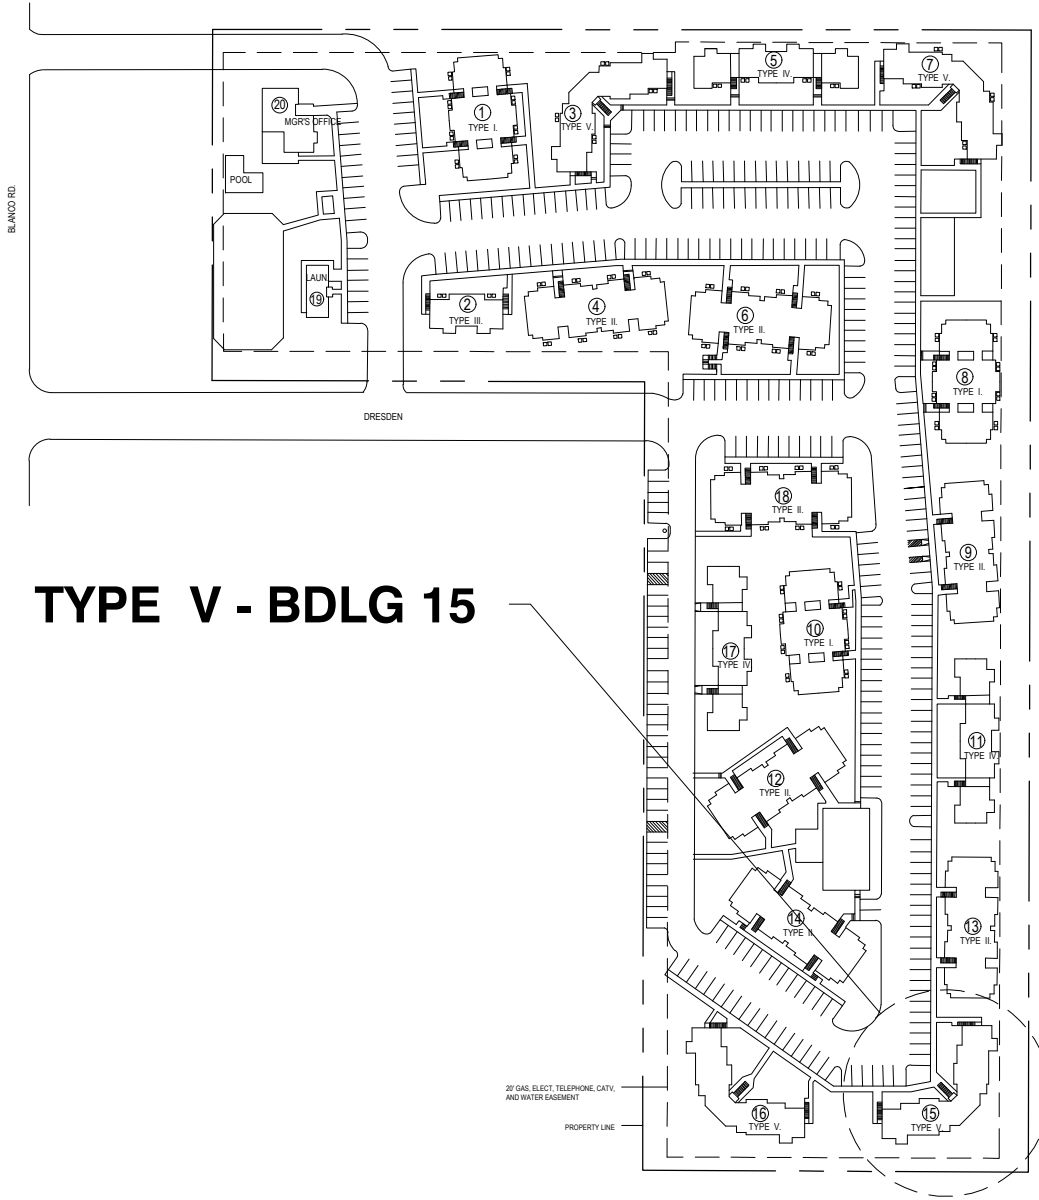 5
TYPE IV.
7
TYPE V.
20
MGR'S OFFICE
1
TYPE I.
3
TYPE V.
POOL
BLANCO RD.
LAUN.
19
2
TYPE III.
4
TYPE II.
6
TYPE II.
8
TYPE I.
DRESDEN
18
TYPE II.
9
TYPE II.
TYPE V - BDLG 15
10
TYPE I.
17
TYPE IV
11
TYPE IV
12
TYPE II.
14
TYPE II
13
TYPE II.
20' GAS, ELECT, TELEPHONE, CATV,
AND WATER EASEMENT
16
TYPE V.
15
TYPE V.
PROPERTY LINE